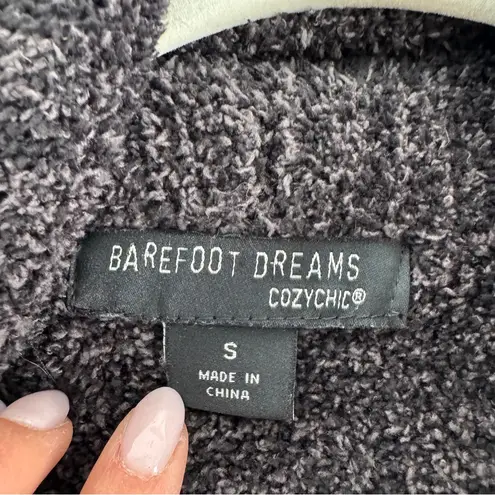 BAREFOOT DREAMS
COZYCHIC®
S
MADE IN
CHINA